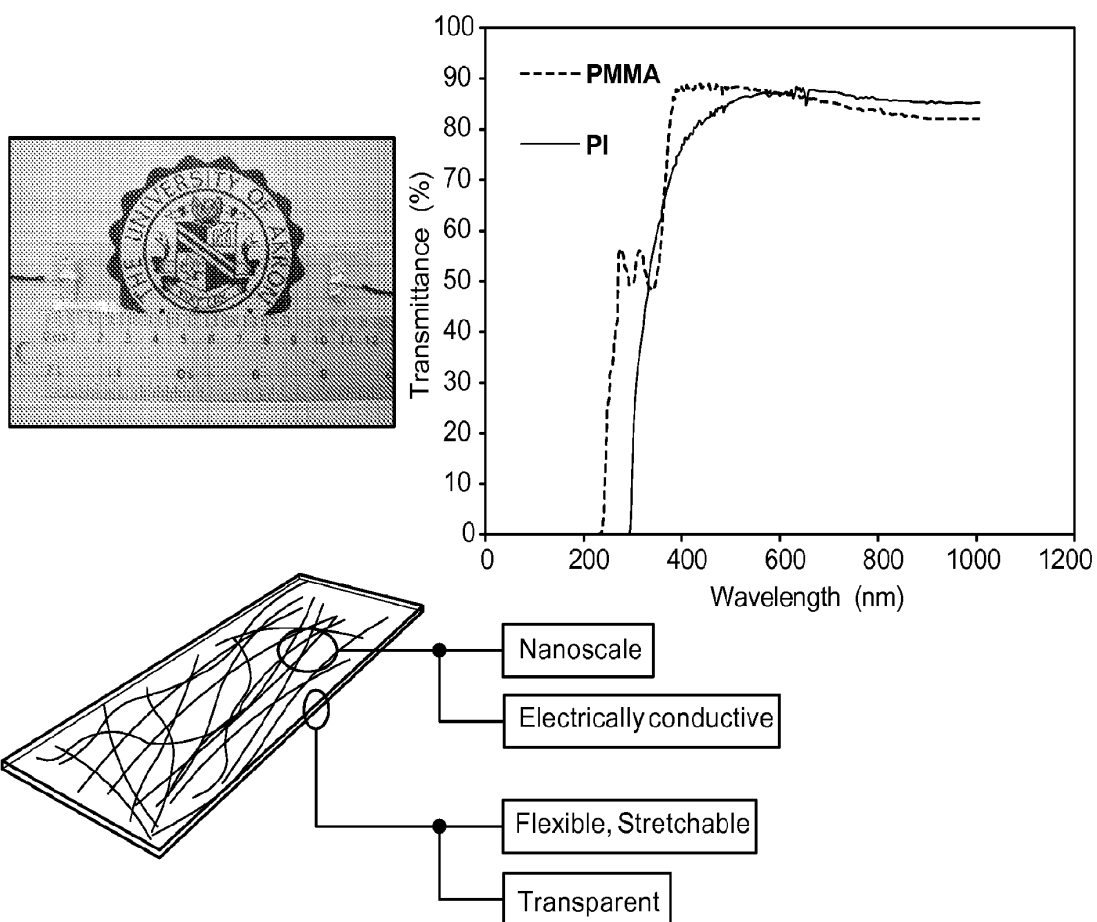 THE UNIVERSITY OF AKRON
100
90
80
70
60
50
40
30
20
10
0
Transmittance (%)
PMMA
PI
0 200 400 600 800 1000 1200
Wavelength (nm)
Nanoscale
Electrically conductive
Flexible, Stretchable
Transparent